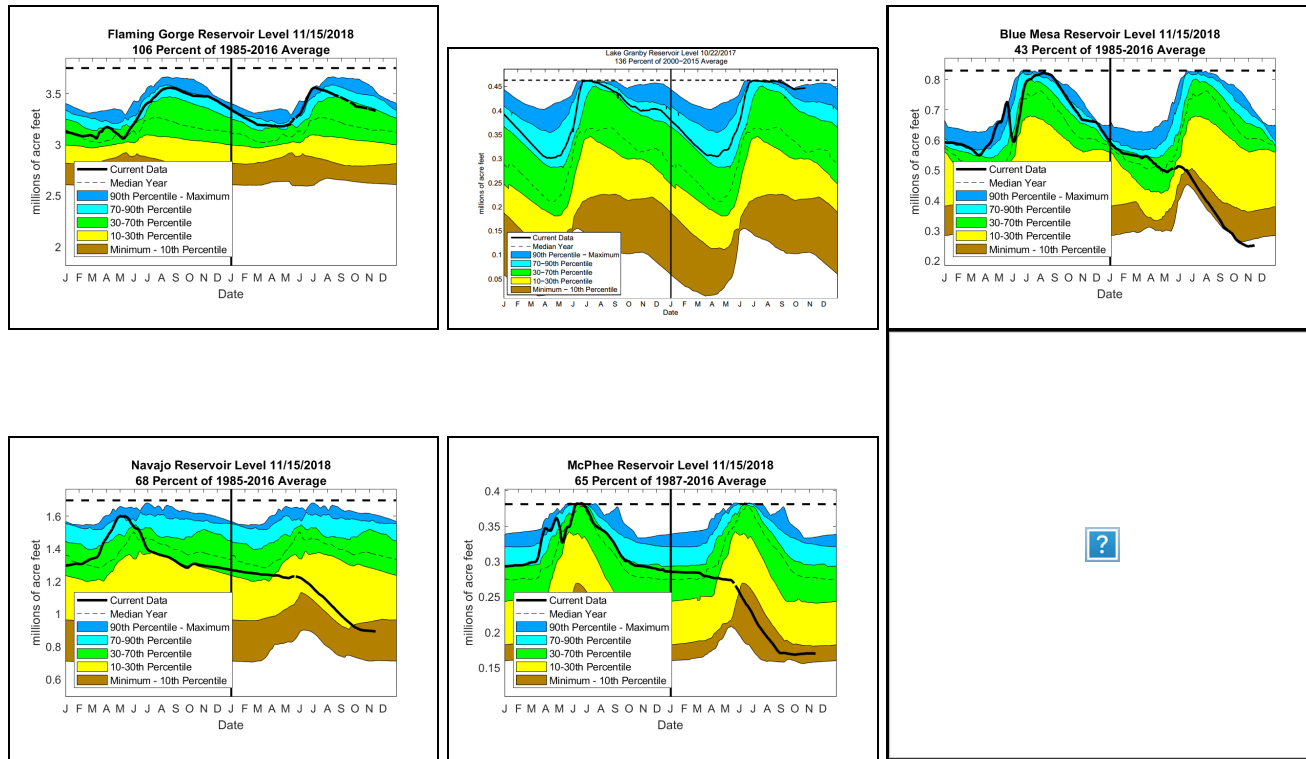 Flaming Gorge Reservoir Level 11/15/2018
106 Percent of 1985-2016 Average
3.5
3
2.5
2
millions of acre feet
Current Data
Median Year
90th Percentile - Maximum
70-90th Percentile
30-70th Percentile
10-30th Percentile
Minimum - 10th Percentile
J F M A M J J A S O N D J F M A M J J A S O N D
Date
Lake Granby Reservoir Level 10/22/2017
136 Percent of 2000−2015 Average
0.45
0.4
0.35
0.3
0.25
0.2
0.15
0.1
0.05
millions of acre feet
Current Data
Median Year
90th Percentile − Maximum
70−90th Percentile
30−70th Percentile
10−30th Percentile
Minimum − 10th Percentile
J F M A M J J A S O N D J F M A M J J A S O N D
Date
Blue Mesa Reservoir Level 11/15/2018
43 Percent of 1985-2016 Average
0.8
0.7
0.6
0.5
0.4
0.3
0.2
millions of acre feet
Current Data
Median Year
90th Percentile - Maximum
70-90th Percentile
30-70th Percentile
10-30th Percentile
Minimum - 10th Percentile
J F M A M J J A S O N D J F M A M J J A S O N D
Date
Navajo Reservoir Level 11/15/2018
68 Percent of 1985-2016 Average
1.6
1.4
1.2
1
0.8
0.6
millions of acre feet
Current Data
Median Year
90th Percentile - Maximum
70-90th Percentile
30-70th Percentile
10-30th Percentile
Minimum - 10th Percentile
J F M A M J J A S O N D J F M A M J J A S O N D
Date
McPhee Reservoir Level 11/15/2018
65 Percent of 1987-2016 Average
0.4
0.35
0.3
0.25
0.2
0.15
millions of acre feet
Current Data
Median Year
90th Percentile - Maximum
70-90th Percentile
30-70th Percentile
10-30th Percentile
Minimum - 10th Percentile
J F M A M J J A S O N D J F M A M J J A S O N D
Date
?